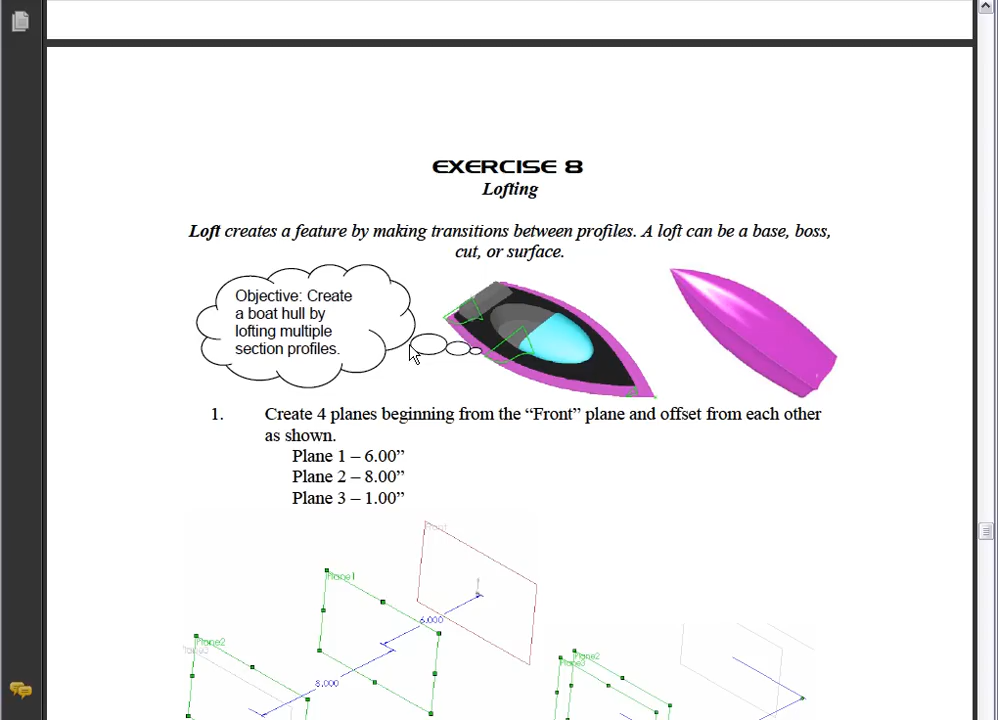 EXERCISE 8
Lofting
Loft creates a feature by making transitions between profiles. A loft can be a base, boss,
cut, or surface.
Objective: Create
a boat hull by
lofting multiple
section profiles.
1. Create 4 planes beginning from the “Front” plane and offset from each other
as shown.
Plane 1 – 6.00”
Plane 2 – 8.00”
Plane 3 – 1.00”
Front
Plane1
6.000
Plane2
Plane3
8.000
Plane2
Plane3